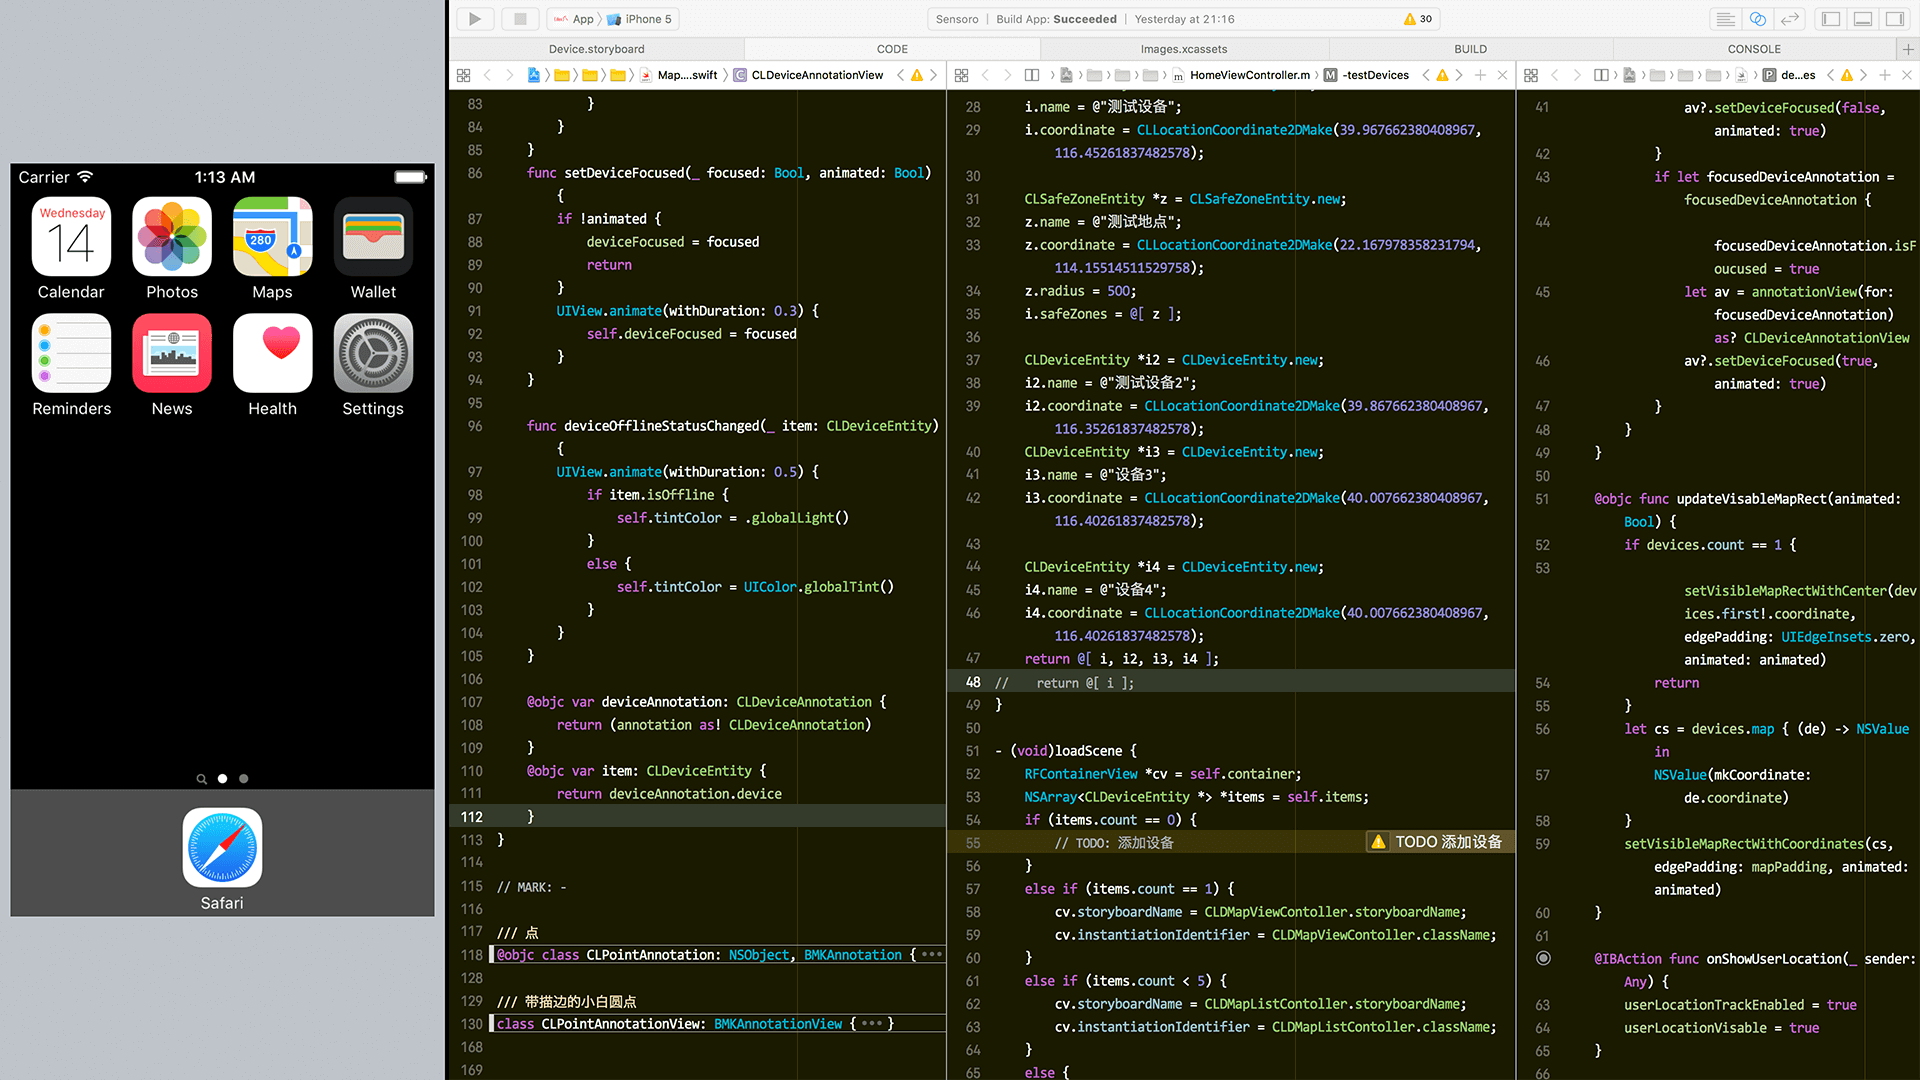 Carrier
1:13 AM
Wednesday
14
280
Calendar
Photos
Maps
Wallet
Reminders
News
Health
Settings
Safari
App
iPhone 5
Sensoro | Build App: Succeeded | Yesterday at 21:16
30
Device.storyboard
CODE
Images.xcassets
BUILD
CONSOLE
Map....swift
C CLDeviceAnnotationView
83 }
84 }
85 }
86 func setDeviceFocused(_ focused: Bool, animated: Bool)
{
87 if !animated {
88 deviceFocused = focused
89 return
90 }
91 UIView.animate(withDuration: 0.3) {
92 self.deviceFocused = focused
93 }
94 }
95
96 func deviceOfflineStatusChanged(_ item: CLDeviceEntity)
{
97 UIView.animate(withDuration: 0.5) {
98 if item.isOffline {
99 self.tintColor = .globalLight()
100 }
101 else {
102 self.tintColor = UIColor.globalTint()
103 }
104 }
105 }
106
107 @objc var deviceAnnotation: CLDeviceAnnotation {
108 return (annotation as! CLDeviceAnnotation)
109 }
110 @objc var item: CLDeviceEntity {
111 return deviceAnnotation.device
112 }
113 }
114
115 // MARK: -
116
117 /// 点
118 @objc class CLPointAnnotation: NSObject, BMKAnnotation { •••
128
129 /// 带描边的小白圆点
130 class CLPointAnnotationView: BMKAnnotationView { ••• }
168
169
m HomeViewController.m
M -testDevices
28 i.name = @"测试设备";
29 i.coordinate = CLLocationCoordinate2DMake(39.967662380408967,
116.45261837482578);
30
31 CLSafeZoneEntity *z = CLSafeZoneEntity.new;
32 z.name = @"测试地点";
33 z.coordinate = CLLocationCoordinate2DMake(22.167978358231794,
114.15514511529758);
34 z.radius = 500;
35 i.safeZones = @[ z ];
36
37 CLDeviceEntity *i2 = CLDeviceEntity.new;
38 i2.name = @"测试设备2";
39 i2.coordinate = CLLocationCoordinate2DMake(39.867662380408967,
116.35261837482578);
40 CLDeviceEntity *i3 = CLDeviceEntity.new;
41 i3.name = @"设备3";
42 i3.coordinate = CLLocationCoordinate2DMake(40.007662380408967,
116.40261837482578);
43
44 CLDeviceEntity *i4 = CLDeviceEntity.new;
45 i4.name = @"设备4";
46 i4.coordinate = CLLocationCoordinate2DMake(40.007662380408967,
116.40261837482578);
47 return @[ i, i2, i3, i4 ];
48 // return @[ i ];
49 }
50
51 - (void)loadScene {
52 RFContainerView *cv = self.container;
53 NSArray<CLDeviceEntity *> *items = self.items;
54 if (items.count == 0) {
55 // TODO: 添加设备
TODO 添加设备
56 }
57 else if (items.count == 1) {
58 cv.storyboardName = CLDMapViewContoller.storyboardName;
59 cv.instantiationIdentifier = CLDMapViewContoller.className;
60 }
61 else if (items.count < 5) {
62 cv.storyboardName = CLDMapListContoller.storyboardName;
63 cv.instantiationIdentifier = CLDMapListContoller.className;
64 }
65 else {
P de...es
41 av?.setDeviceFocused(false,
animated: true)
42 }
43 if let focusedDeviceAnnotation =
focusedDeviceAnnotation {
44
focusedDeviceAnnotation.isF
oucused = true
45 let av = annotationView(for:
focusedDeviceAnnotation)
as? CLDeviceAnnotationView
46 av?.setDeviceFocused(true,
animated: true)
47 }
48 }
49 }
50
51 @objc func updateVisableMapRect(animated:
Bool) {
52 if devices.count == 1 {
53
setVisibleMapRectWithCenter(dev
ices.first!.coordinate,
edgePadding: UIEdgeInsets.zero,
animated: animated)
54 return
55 }
56 let cs = devices.map { (de) -> NSValue
in
57 NSValue(mkCoordinate:
de.coordinate)
58 }
59 setVisibleMapRectWithCoordinates(cs,
edgePadding: mapPadding, animated:
animated)
60 }
61
@IBAction func onShowUserLocation(_ sender:
Any) {
63 userLocationTrackEnabled = true
64 userLocationVisable = true
65 }
66